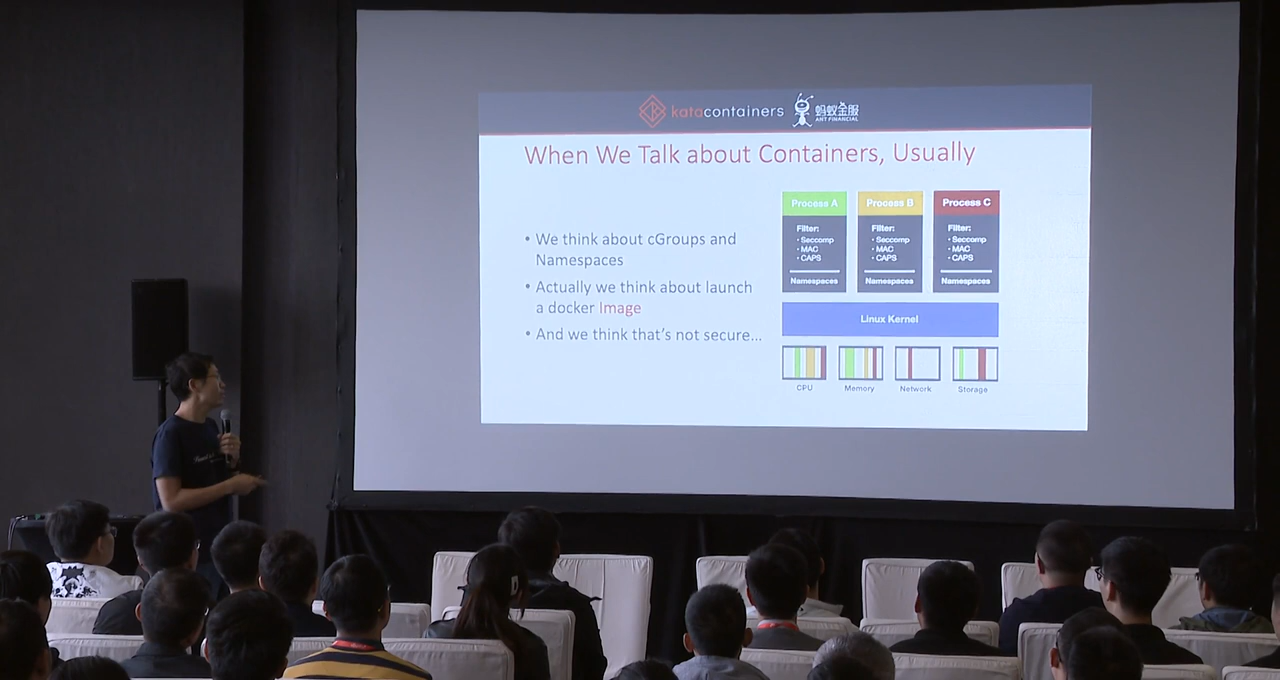 katacontainers
蚂蚁金服
ANT FINANCIAL
When We Talk about Containers, Usually
• We think about cGroups and
Namespaces
• Actually we think about launch
a docker Image
• And we think that's not secure...
Process A
Filter:
• Seccomp
• MAC
• CAPS
Namespaces
Process B
Filter:
• Seccomp
• MAC
• CAPS
Namespaces
Process C
Filter:
• Seccomp
• MAC
• CAPS
Namespaces
Linux Kernel
CPU
Memory
Network
Storage